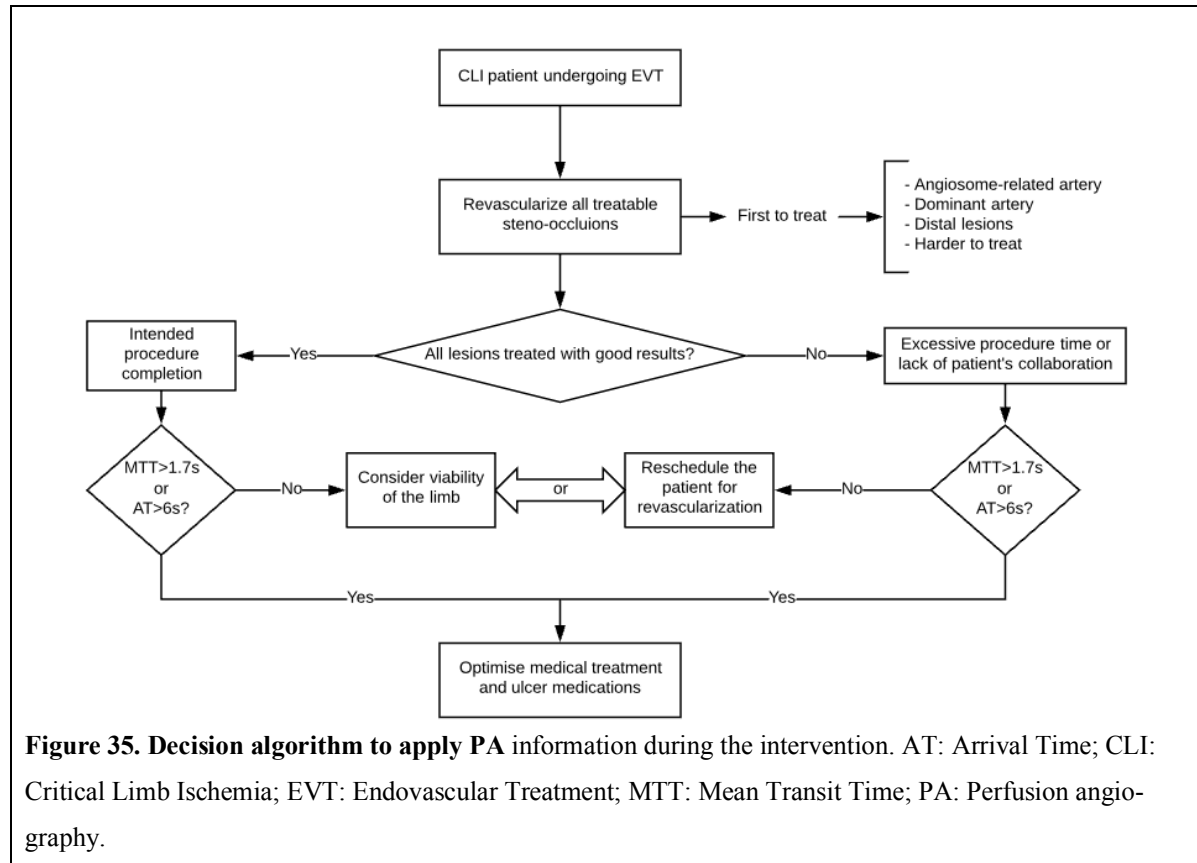 CLI patient undergoing EVT
Revascularize all treatable
steno-occluions
First to treat
- Angiosome-related artery
- Dominant artery
- Distal lesions
- Harder to treat
Intended
procedure
completion
Yes
All lesions treated with good results?
No
Excessive procedure time or
lack of patient's collaboration
MTT>1.7s
or
AT>6s?
No
Consider viability
of the limb
or
Reschedule the
patient for
revascularization
No
MTT>1.7s
or
AT>6s?
Yes
Yes
Optimise medical treatment
and ulcer medications
Figure 35. Decision algorithm to apply PA information during the intervention. AT: Arrival Time; CLI:
Critical Limb Ischemia; EVT: Endovascular Treatment; MTT: Mean Transit Time; PA: Perfusion angio-
graphy.